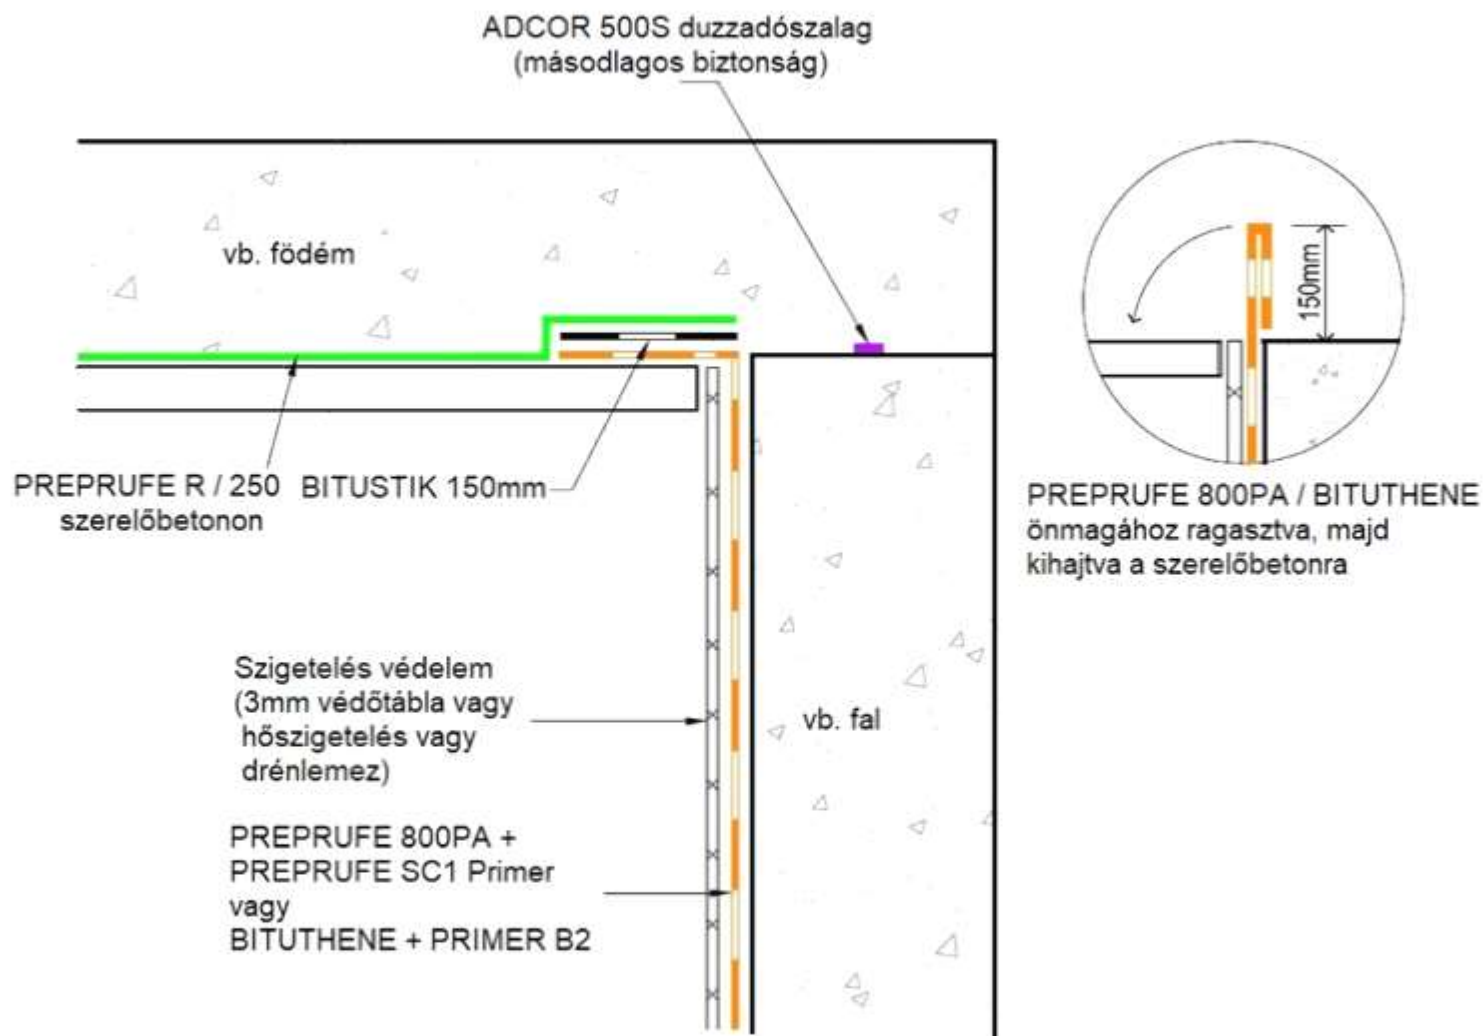 ADCOR 500S duzzadószalag
(másodlagos biztonság)
vb. födém
150mm
PREPRUFE R / 250
szerelőbetonon
BITUSTIK 150mm
PREPRUFE 800PA / BITUTHENE
önmagához ragasztva, majd
kihajtva a szerelőbetonra
Szigetelés védelem
(3mm védőtábla vagy
hőszigetelés vagy
drénlemez)
vb. fal
PREPRUFE 800PA +
PREPRUFE SC1 Primer
vagy
BITUTHENE + PRIMER B2